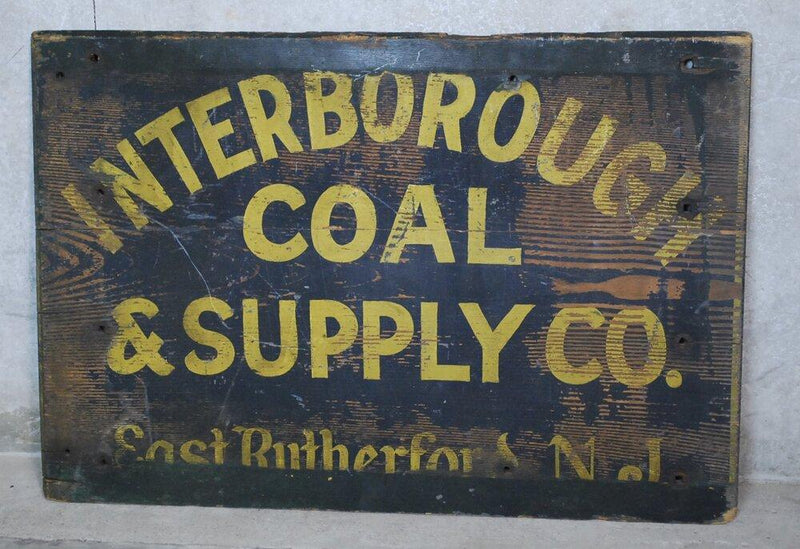 INTERBOROUGH
COAL
& SUPPLY CO.
East Rutherford, N.J.